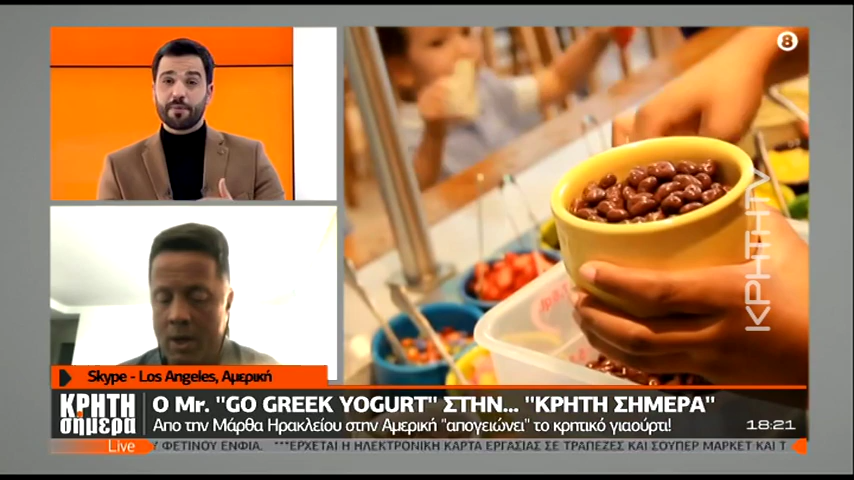 8
ΚΡΗΤΗTV
Skype - Los Angeles, Αμερική
ΚΡΗΤΗ
σήμερα
Ο Mr. "GO GREEK YOGURT" ΣΤΗΝ... "ΚΡΗΤΗ ΣΗΜΕΡΑ"
Απο την Μάρθα Ηρακλείου στην Αμερική "απογειώνει" το κρητικό γιαούρτι!
18:21
Live
Υ ΦΕΤΙΝΟΥ ΕΝΦΙΑ. ***ΕΡΧΕΤΑΙ Η ΗΛΕΚΤΡΟΝΙΚΗ ΚΑΡΤΑ ΕΡΓΑΣΙΑΣ ΣΕ ΤΡΑΠΕΖΕΣ ΚΑΙ ΣΟΥΠΕΡ ΜΑΡΚΕΤ ΚΑΙ Τ